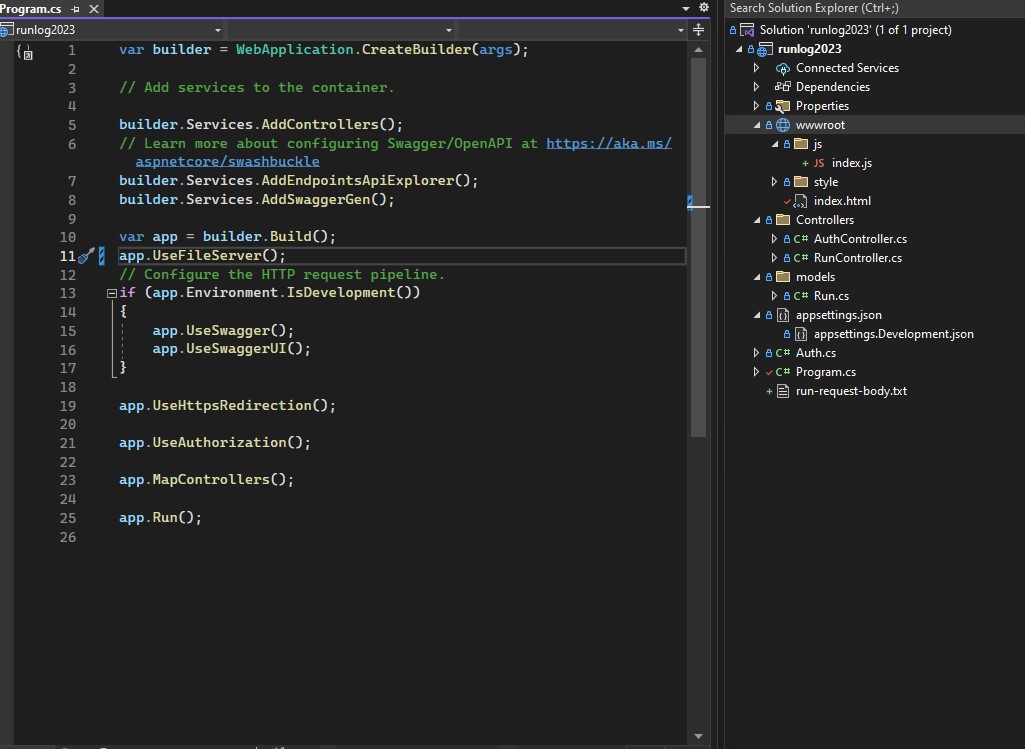 Program.cs
runlog2023
1 var builder = WebApplication.CreateBuilder(args);
2
3 // Add services to the container.
4
5 builder.Services.AddControllers();
6 // Learn more about configuring Swagger/OpenAPI at https://aka.ms/
aspnetcore/swashbuckle
7 builder.Services.AddEndpointsApiExplorer();
8 builder.Services.AddSwaggerGen();
9
10 var app = builder.Build();
11 app.UseFileServer();
12 // Configure the HTTP request pipeline.
13 if (app.Environment.IsDevelopment())
14 {
15 app.UseSwagger();
16 app.UseSwaggerUI();
17 }
18
19 app.UseHttpsRedirection();
20
21 app.UseAuthorization();
22
23 app.MapControllers();
24
25 app.Run();
26
Search Solution Explorer (Ctrl+;)
Solution 'runlog2023' (1 of 1 project)
runlog2023
Connected Services
Dependencies
Properties
wwwroot
js
JS index.js
style
index.html
Controllers
C# AuthController.cs
C# RunController.cs
models
C# Run.cs
appsettings.json
appsettings.Development.json
C# Auth.cs
C# Program.cs
run-request-body.txt